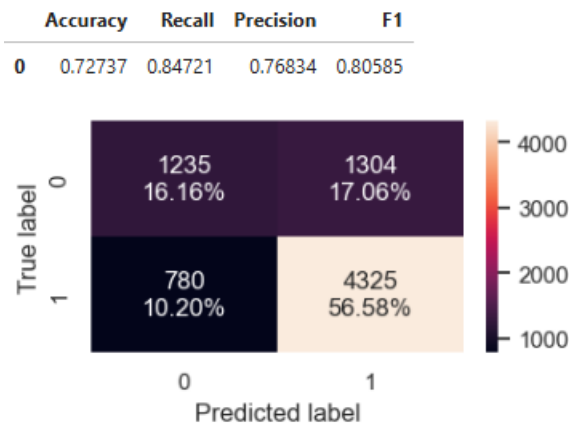 Accuracy Recall Precision F1
0 0.72737 0.84721 0.76834 0.80585
1235 1304
16.16% 17.06%
780 4325
10.20% 56.58%
True label
0
1
0 1
Predicted label
4000
3000
2000
1000